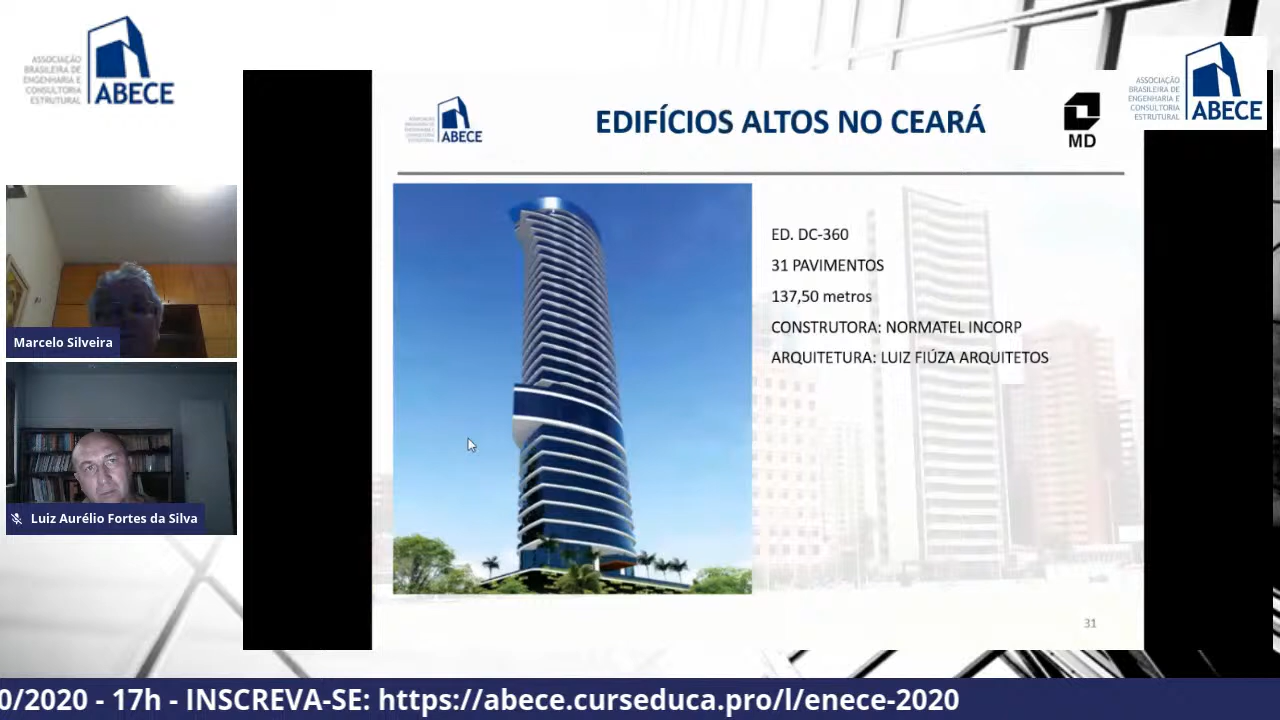 ASSOCIAÇÃO
BRASILEIRA DE
ENGENHARIA E
CONSULTORIA
ESTRUTURAL
ABECE
ASSOCIAÇÃO
BRASILEIRA DE
ENGENHARIA E
CONSULTORIA
ESTRUTURAL
ABECE
ABECE
EDIFÍCIOS ALTOS NO CEARÁ
MD
ED. DC-360
31 PAVIMENTOS
137,50 metros
CONSTRUTORA: NORMATEL INCORP
ARQUITETURA: LUIZ FIÚZA ARQUITETOS
31
Marcelo Silveira
Luiz Aurélio Fortes da Silva
0/2020 - 17h - INSCREVA-SE: https://abece.curseduca.pro/l/enece-2020